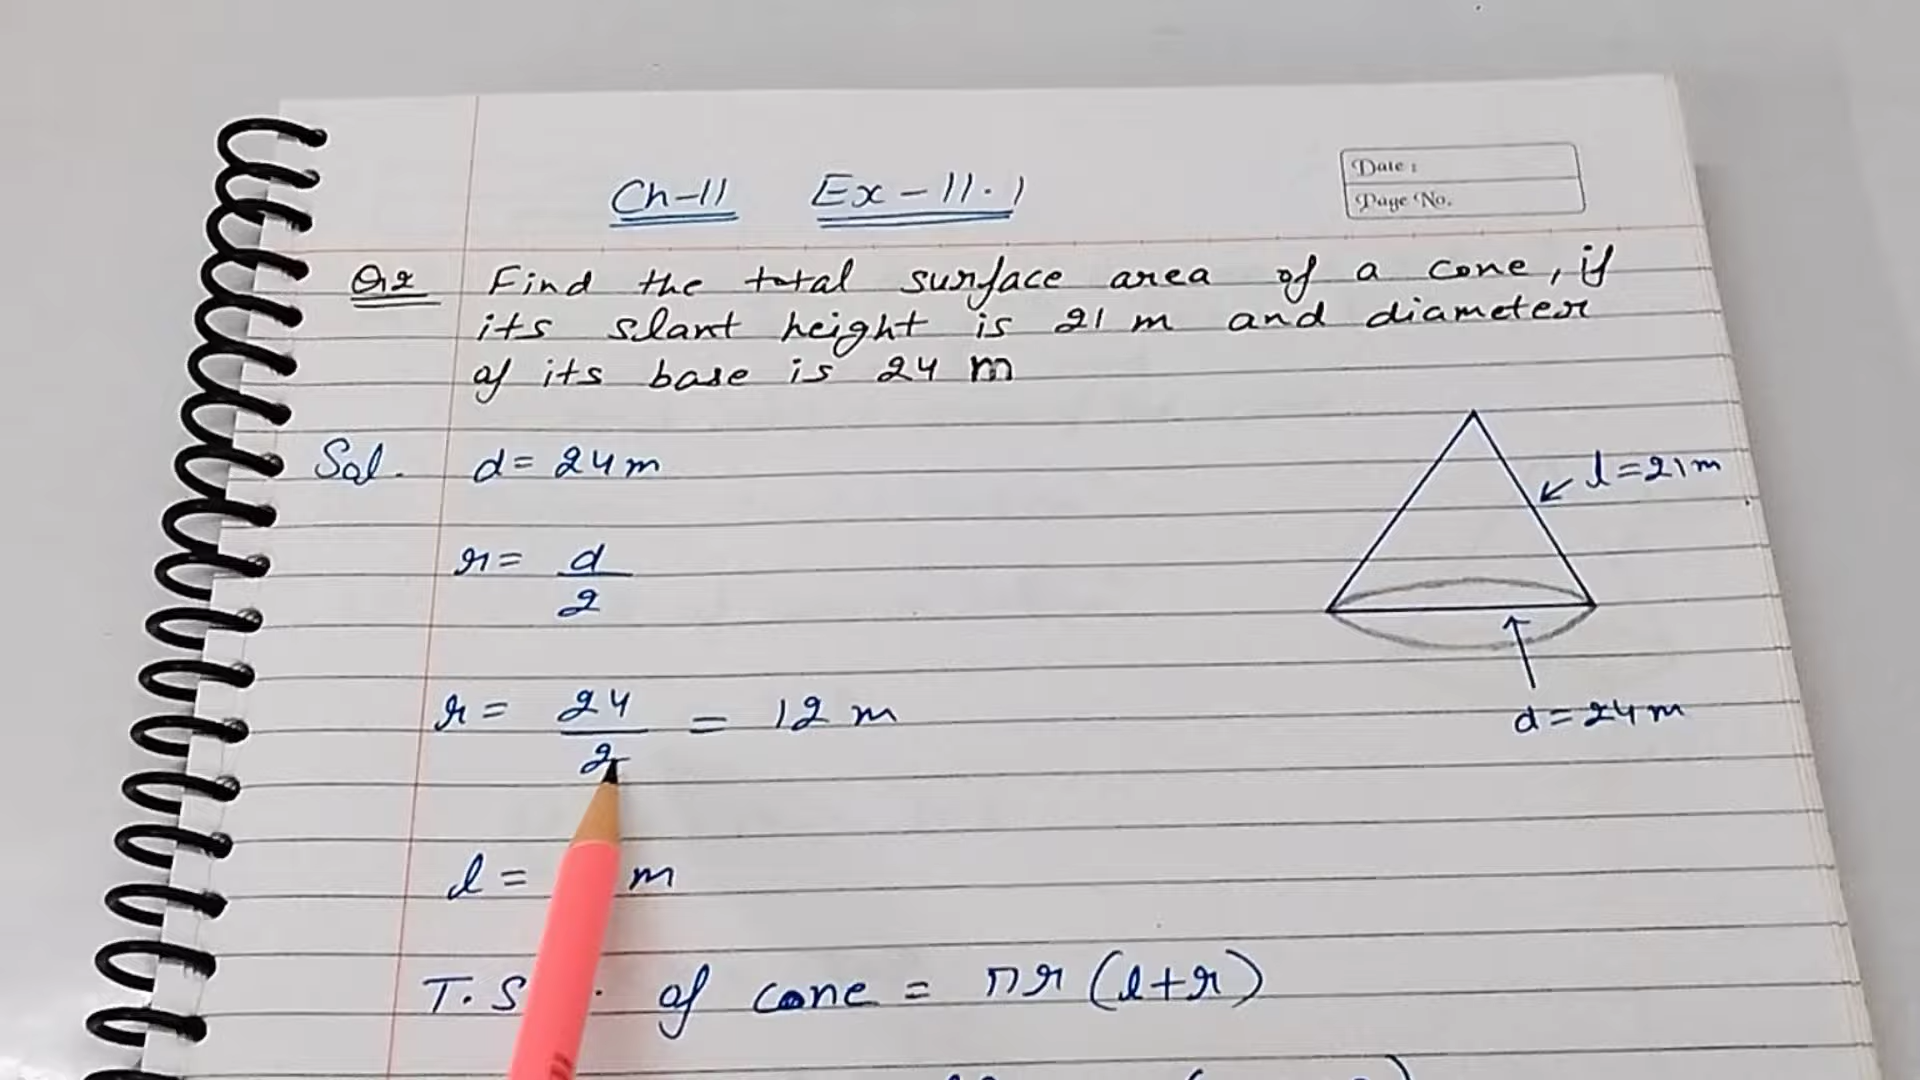 Ch-11 Ex-11.1
Date :
Page No.
Q2 Find the total surface area of a cone, if
its slant height is 21 m and diameter
of its base is 24 m
Sol. d = 24 m
l = 21 m
r = d/2
r = 24/2 = 12 m
d = 24 m
l = m
T.S. of cone = πr (l+r)